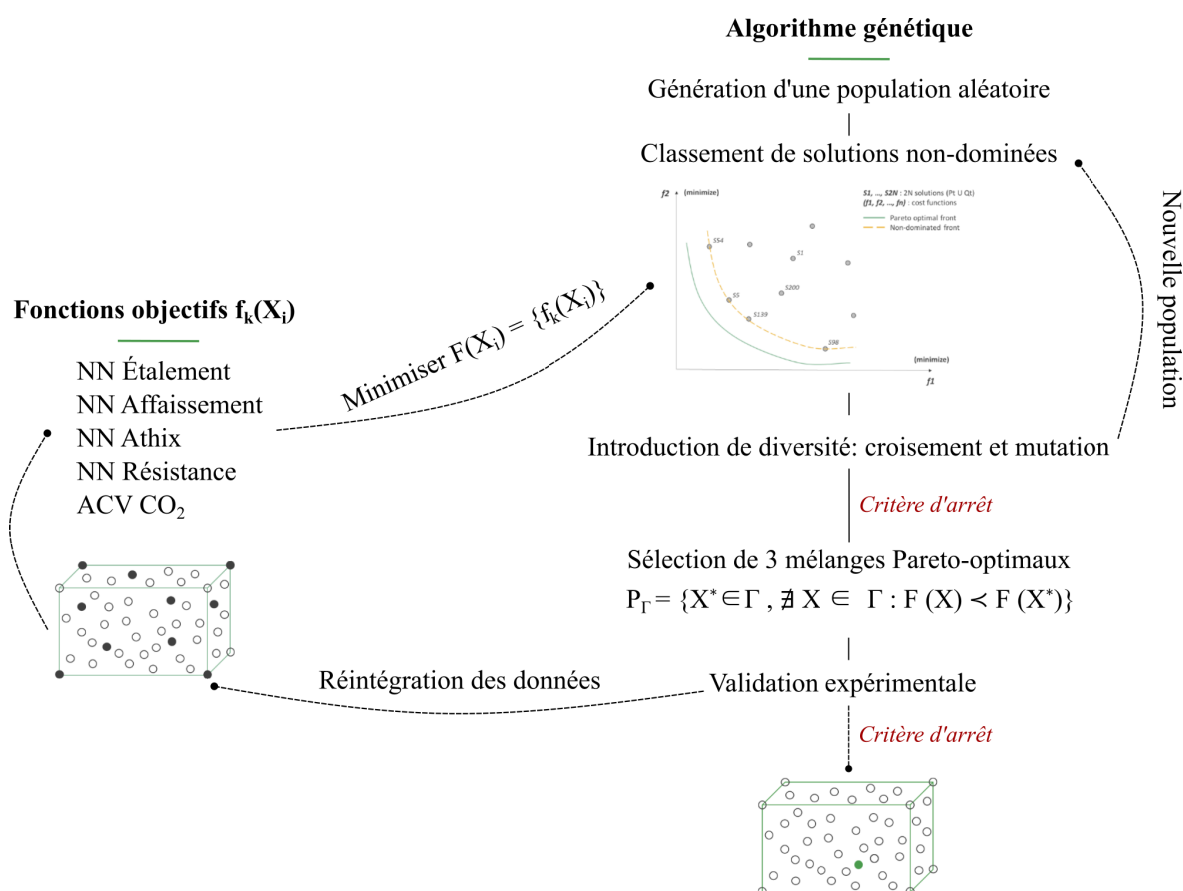 Algorithme génétique
Génération d'une population aléatoire
Classement de solutions non-dominées
f2
(minimize)
S1, ..., S2N : 2N solutions (Pt U Qt)
(f1, f2, ..., fn) : cost functions
Pareto optimal front
Non-dominated front
S54
S1
S200
S5
S199
S98
(minimize)
f1
Nouvelle population
Fonctions objectifs fₖ(Xᵢ)
NN Étalement
NN Affaissement
NN Athix
NN Résistance
ACV CO₂
Minimiser F(Xᵢ) = {fₖ(Xᵢ)}
Introduction de diversité: croisement et mutation
Critère d'arrêt
Sélection de 3 mélanges Pareto-optimaux
P_Γ = {X* ∈ Γ , ∄ X ∈ Γ : F (X) ≺ F (X*)}
Réintégration des données
Validation expérimentale
Critère d'arrêt